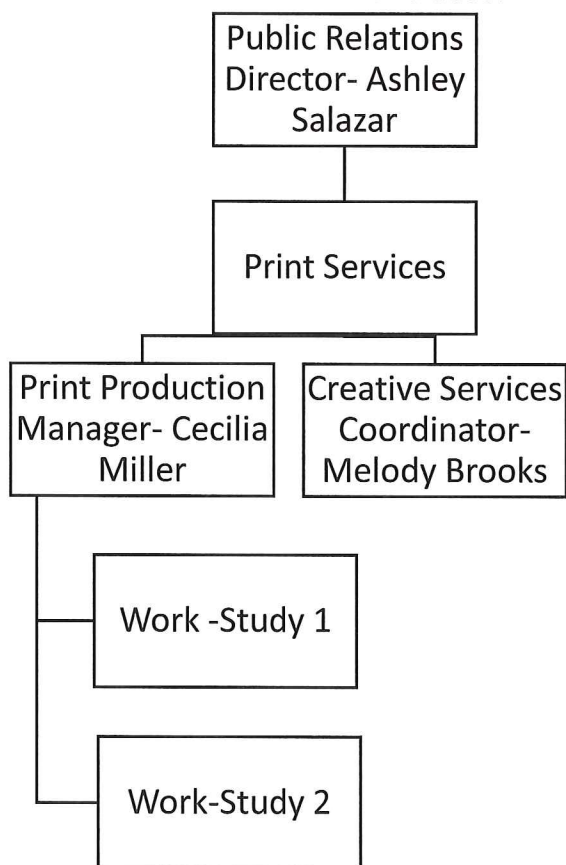 Public Relations
Director- Ashley
Salazar
Print Services
Print Production
Manager- Cecilia
Miller
Creative Services
Coordinator-
Melody Brooks
Work -Study 1
Work-Study 2